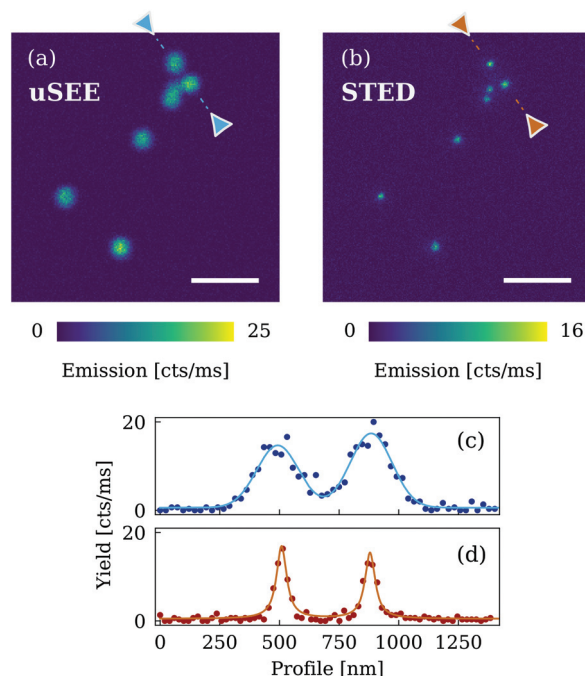 (a)
uSEE
(b)
STED
0 25
Emission [cts/ms]
0 16
Emission [cts/ms]
20
0
(c)
20
0
(d)
Yield [cts/ms]
0 250 500 750 1000 1250
Profile [nm]